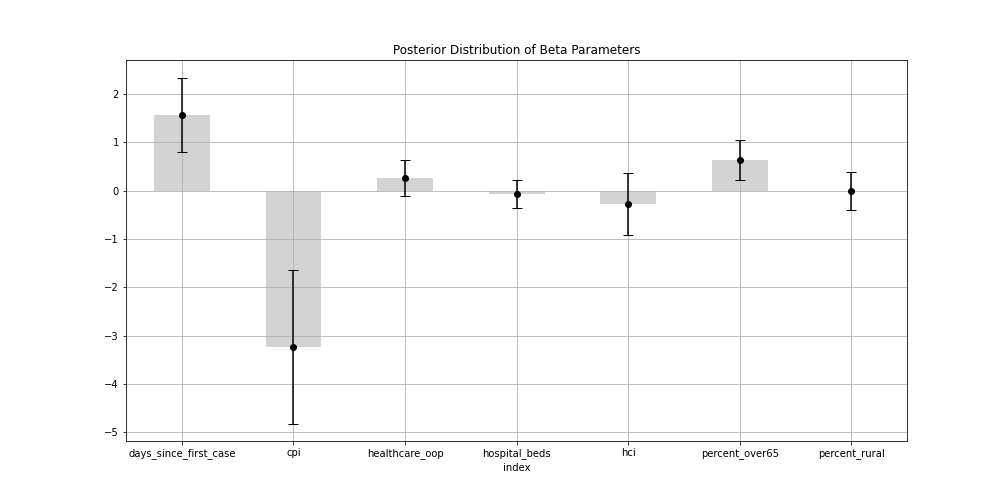 Posterior Distribution of Beta Parameters
2
1
0
−1
−2
−3
−4
−5
days_since_first_case cpi healthcare_oop hospital_beds hci percent_over65 percent_rural
index